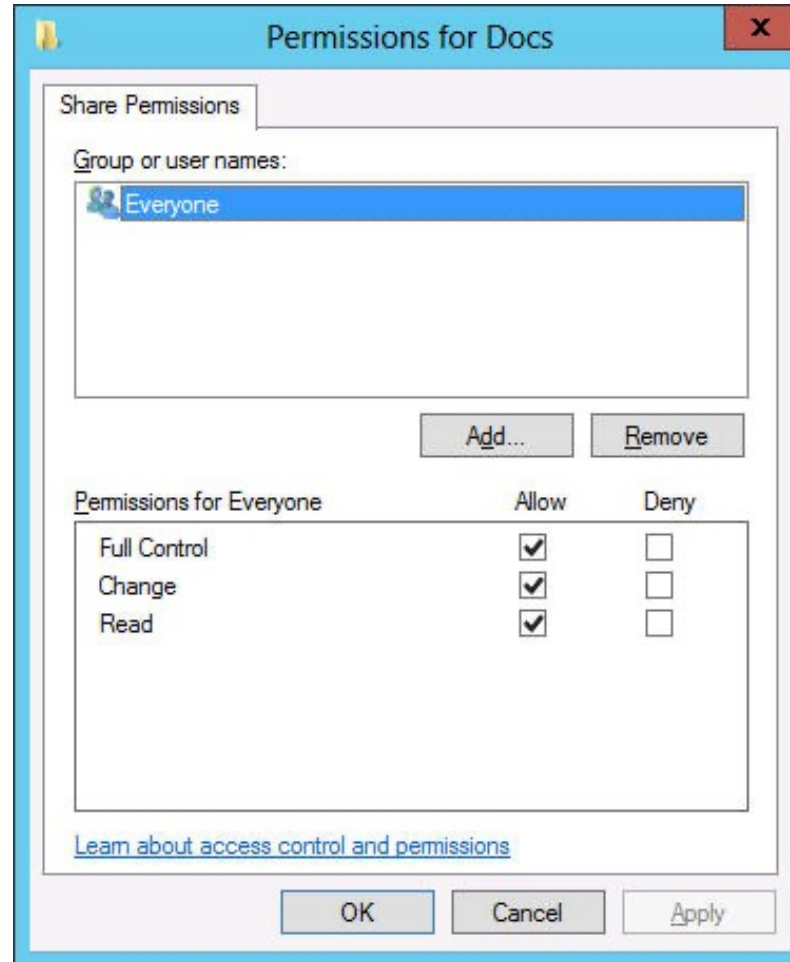 Permissions for Docs
x
Share Permissions
Group or user names:
Everyone
Add...
Remove
Permissions for Everyone Allow Deny
Full Control
Change
Read
Learn about access control and permissions
OK
Cancel
Apply